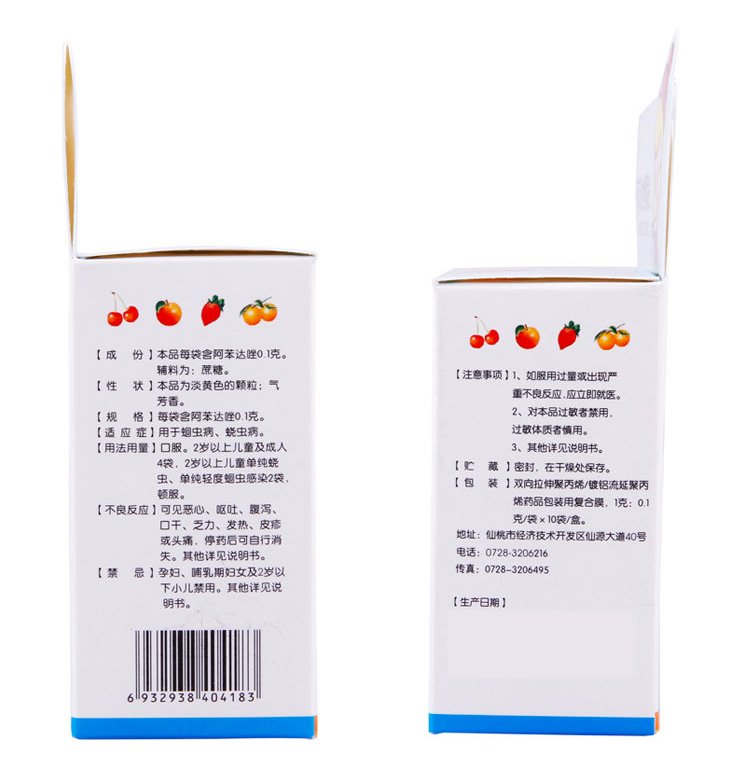 【成 份】本品每袋含阿苯达唑0.1克。
辅料为：蔗糖。
【性 状】本品为淡黄色的颗粒；气
芳香。
【规 格】每袋含阿苯达唑0.1克。
【适 应 症】用于蛔虫病、蛲虫病。
【用法用量】口服。2岁以上儿童及成人
4袋，2岁以上儿童单纯蛲
虫、单纯轻度蛔虫感染2袋，
顿服。
【不良反应】可见恶心、呕吐、腹泻、
口干、乏力、发热、皮疹
或头痛，停药后可自行消
失。其他详见说明书。
【禁 忌】孕妇、哺乳期妇女及2岁以
下小儿禁用。其他详见说
明书。
6 932938 404183
【注意事项】1、如服用过量或出现严
重不良反应，应立即就医。
2、对本品过敏者禁用，
过敏体质者慎用。
3、其他详见说明书。
【贮 藏】密封，在干燥处保存。
【包 装】双向拉伸聚丙烯/镀铝流延聚丙
烯药品包装用复合膜，1克：0.1
克/袋×10袋/盒。
地址：仙桃市经济技术开发区仙源大道40号
电话：0728-3206216
传真：0728-3206495
【生产日期】